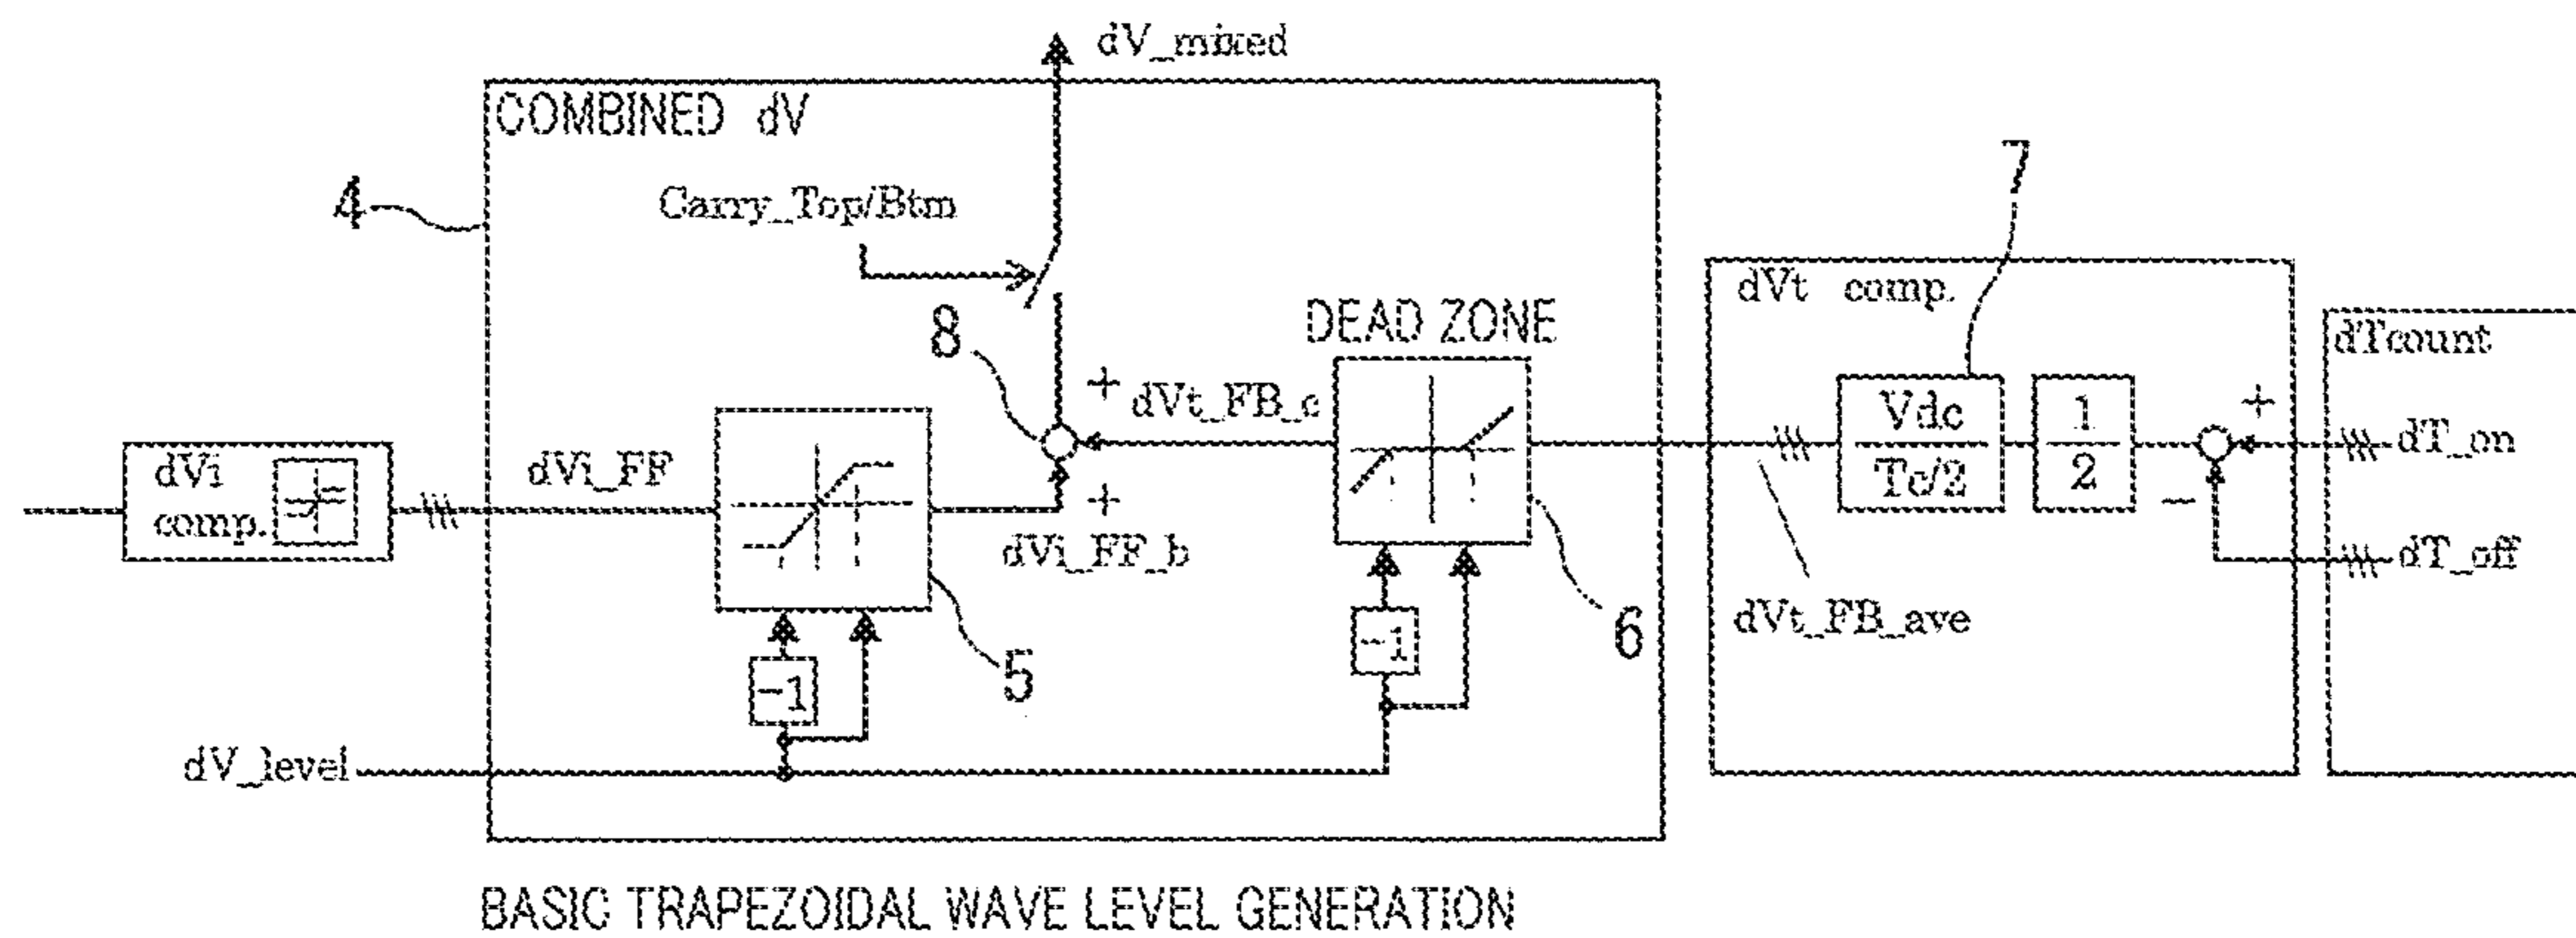 dV_mixed
COMBINED dV
4
Carry_Top/Btm
7
dVt comp.
8
DEAD ZONE
dTcount
+
dVt_FB_c
Vdc
Tc/2
1
2
+
dT_on
dVi
comp.
dVi_FF
+
dVi_FF_b
−
dT_off
dVt_FB_ave
6
-1
-1
5
dV_level
BASIC TRAPEZOIDAL WAVE LEVEL GENERATION